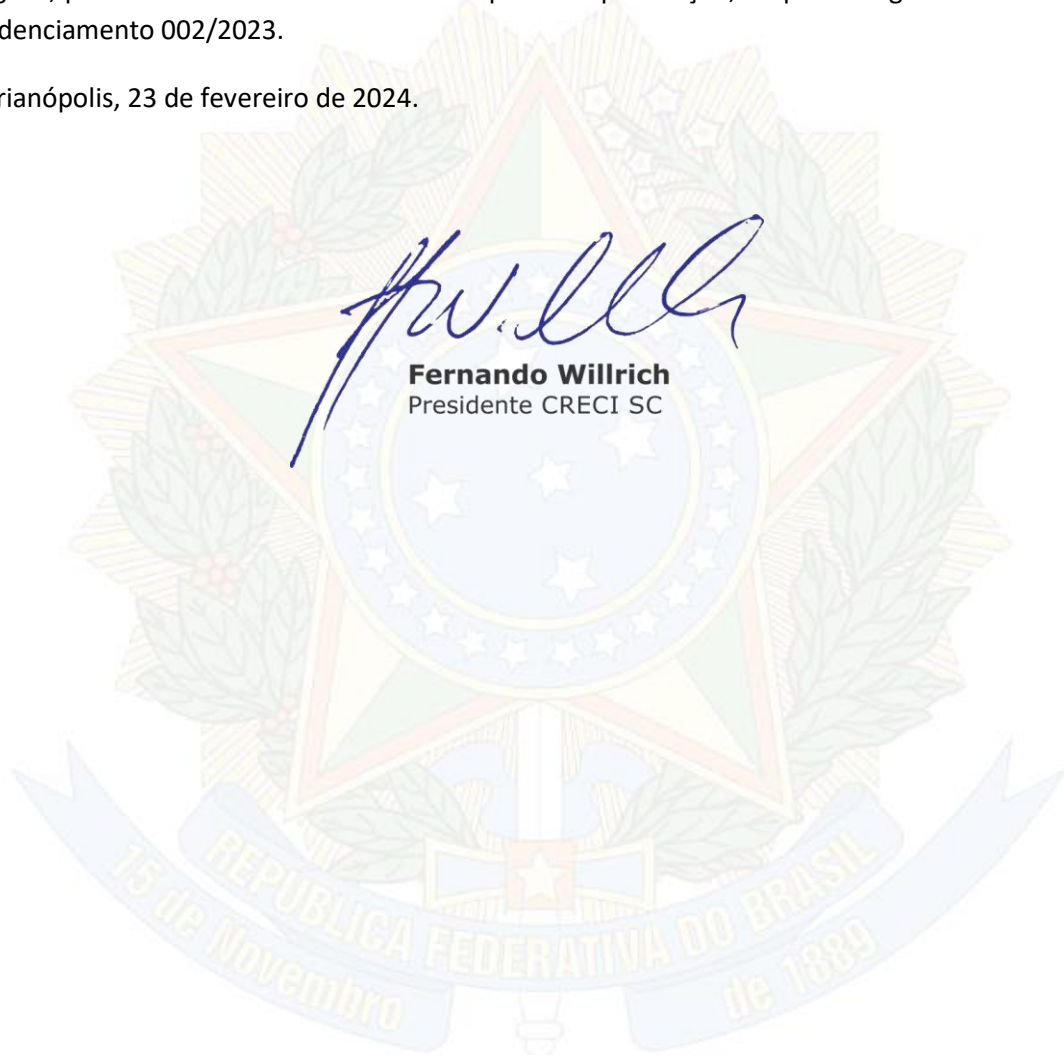 denciamento 002/2023.
rianópolis, 23 de fevereiro de 2024.
Fernando Willrich
Presidente CRECI SC
REPUBLICA FEDERATIVA DO BRASIL
15 de Novembro de 1889